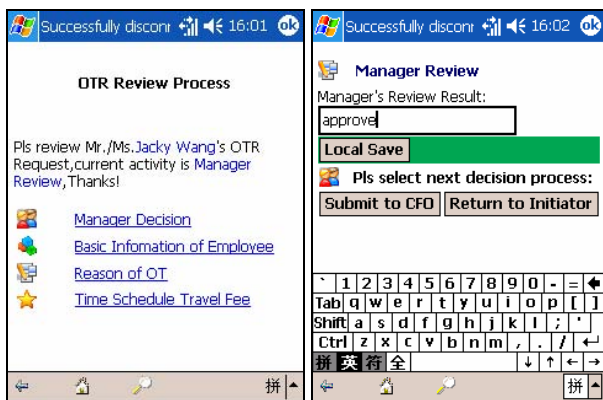 Successfully disconr 16:01 ok
OTR Review Process
Pls review Mr./Ms.Jacky Wang's OTR
Request,current activity is Manager
Review,Thanks!
Manager Decision
Basic Infomation of Employee
Reason of OT
Time Schedule Travel Fee
拼
Successfully disconr 16:02 ok
Manager Review
Manager's Review Result:
approve
Local Save
Pls select next decision process:
Submit to CFO Return to Initiator
` 1 2 3 4 5 6 7 8 9 0 - =
Tab q w e r t y u i o p [ ]
Shift a s d f g h j k l ; '
Ctrl z x c v b n m , . /
拼 英 符 全
拼